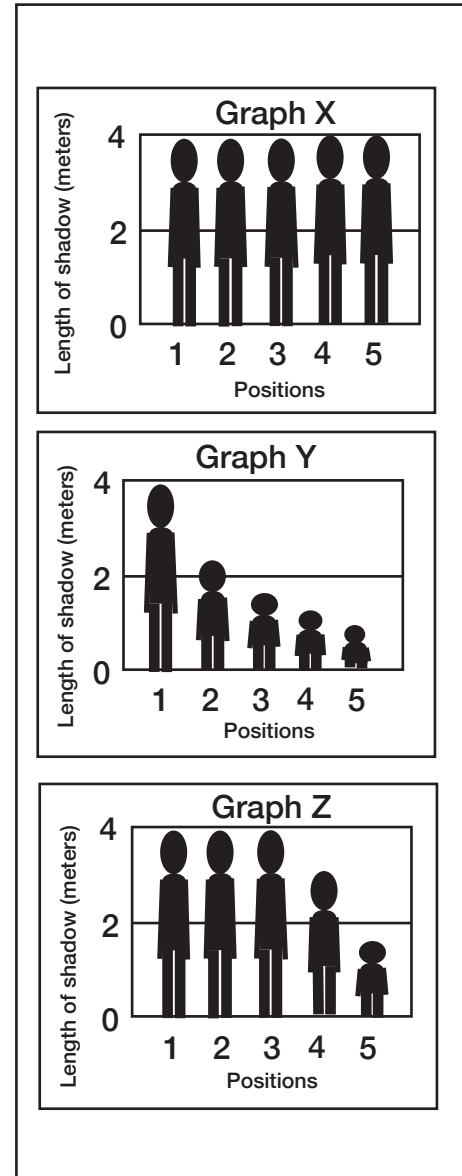 Graph X
Length of shadow (meters)
4
2
0
1 2 3 4 5
Positions
Graph Y
Length of shadow (meters)
4
2
0
1 2 3 4 5
Positions
Graph Z
Length of shadow (meters)
4
2
0
1 2 3 4 5
Positions